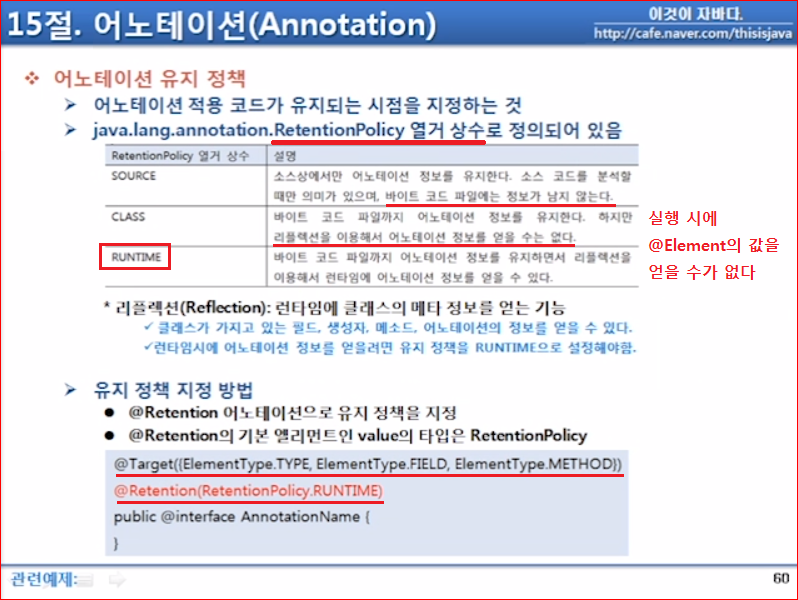 15절. 어노테이션(Annotation)
이것이 자바다.
http://cafe.naver.com/thisisjava
❖ 어노테이션 유지 정책
➤ 어노테이션 적용 코드가 유지되는 시점을 지정하는 것
➤ java.lang.annotation.RetentionPolicy 열거 상수로 정의되어 있음
RetentionPolicy 열거 상수 설명
SOURCE 소스상에서만 어노테이션 정보를 유지한다. 소스 코드를 분석할
때만 의미가 있으며, 바이트 코드 파일에는 정보가 남지 않는다.
CLASS 바이트 코드 파일까지 어노테이션 정보를 유지한다. 하지만
리플렉션을 이용해서 어노테이션 정보를 얻을 수는 없다.
RUNTIME 바이트 코드 파일까지 어노테이션 정보를 유지하면서 리플렉션을
이용해서 런타임에 어노테이션 정보를 얻을 수 있다.
실행 시에
@Element의 값을
얻을 수가 없다
* 리플렉션(Reflection): 런타임에 클래스의 메타 정보를 얻는 기능
✓ 클래스가 가지고 있는 필드, 생성자, 메소드, 어노테이션의 정보를 얻을 수 있다.
✓런타임시에 어노테이션 정보를 얻을려면 유지 정책을 RUNTIME으로 설정해야함.
➤ 유지 정책 지정 방법
● @Retention 어노테이션으로 유지 정책을 지정
● @Retention의 기본 엘리먼트인 value의 타입은 RetentionPolicy
@Target({ElementType.TYPE, ElementType.FIELD, ElementType.METHOD})
@Retention(RetentionPolicy.RUNTIME)
public @interface AnnotationName {
}
관련예제:
60